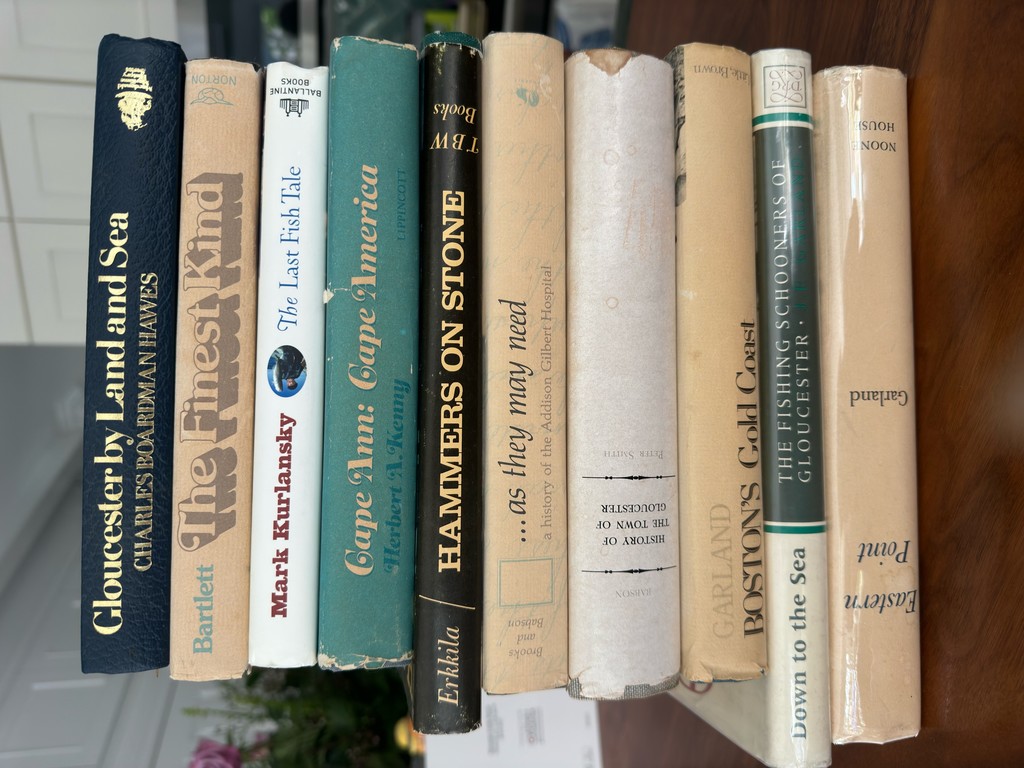 Gloucester by Land and Sea
CHARLES BOARDMAN HAWES
Bartlett
The Finest Kind
NORTON
Mark Kurlansky
The Last Fish Tale
BALLANTINE
BOOKS
Cape Ann: Cape America
Herbert A. Kenny
LIPPINCOTT
Erkkila
HAMMERS ON STONE
TBW
Books
Brooks
and
Babson
...as they may need
a history of the Addison Gilbert Hospital
BABSON
HISTORY OF
THE TOWN OF
GLOUCESTER
PETER SMITH
GARLAND
BOSTON'S Gold Coast
Little, Brown
Down to the Sea
THE FISHING SCHOONERS OF
GLOUCESTER ·
DRG
Eastern
Point
Garland
NOONE
HOUSE